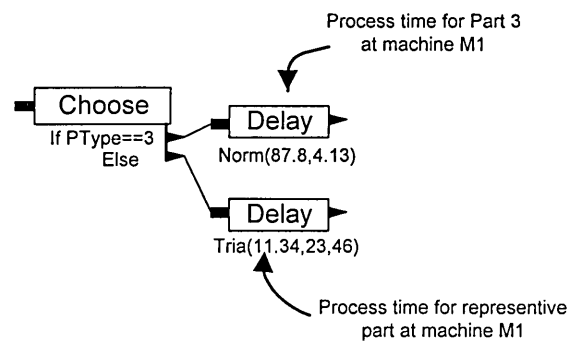 Process time for Part 3
at machine M1
Choose
If PType==3
Else
Delay
Norm(87.8,4.13)
Delay
Tria(11.34,23,46)
Process time for representive
part at machine M1